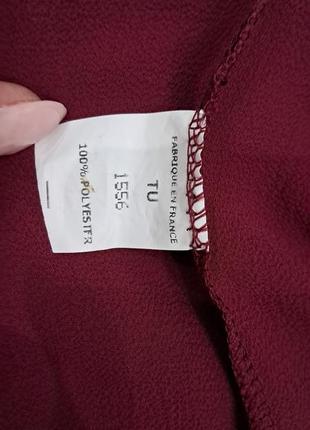 FABRIQUE EN FRANCE
TU
1556
100% POLYESTER